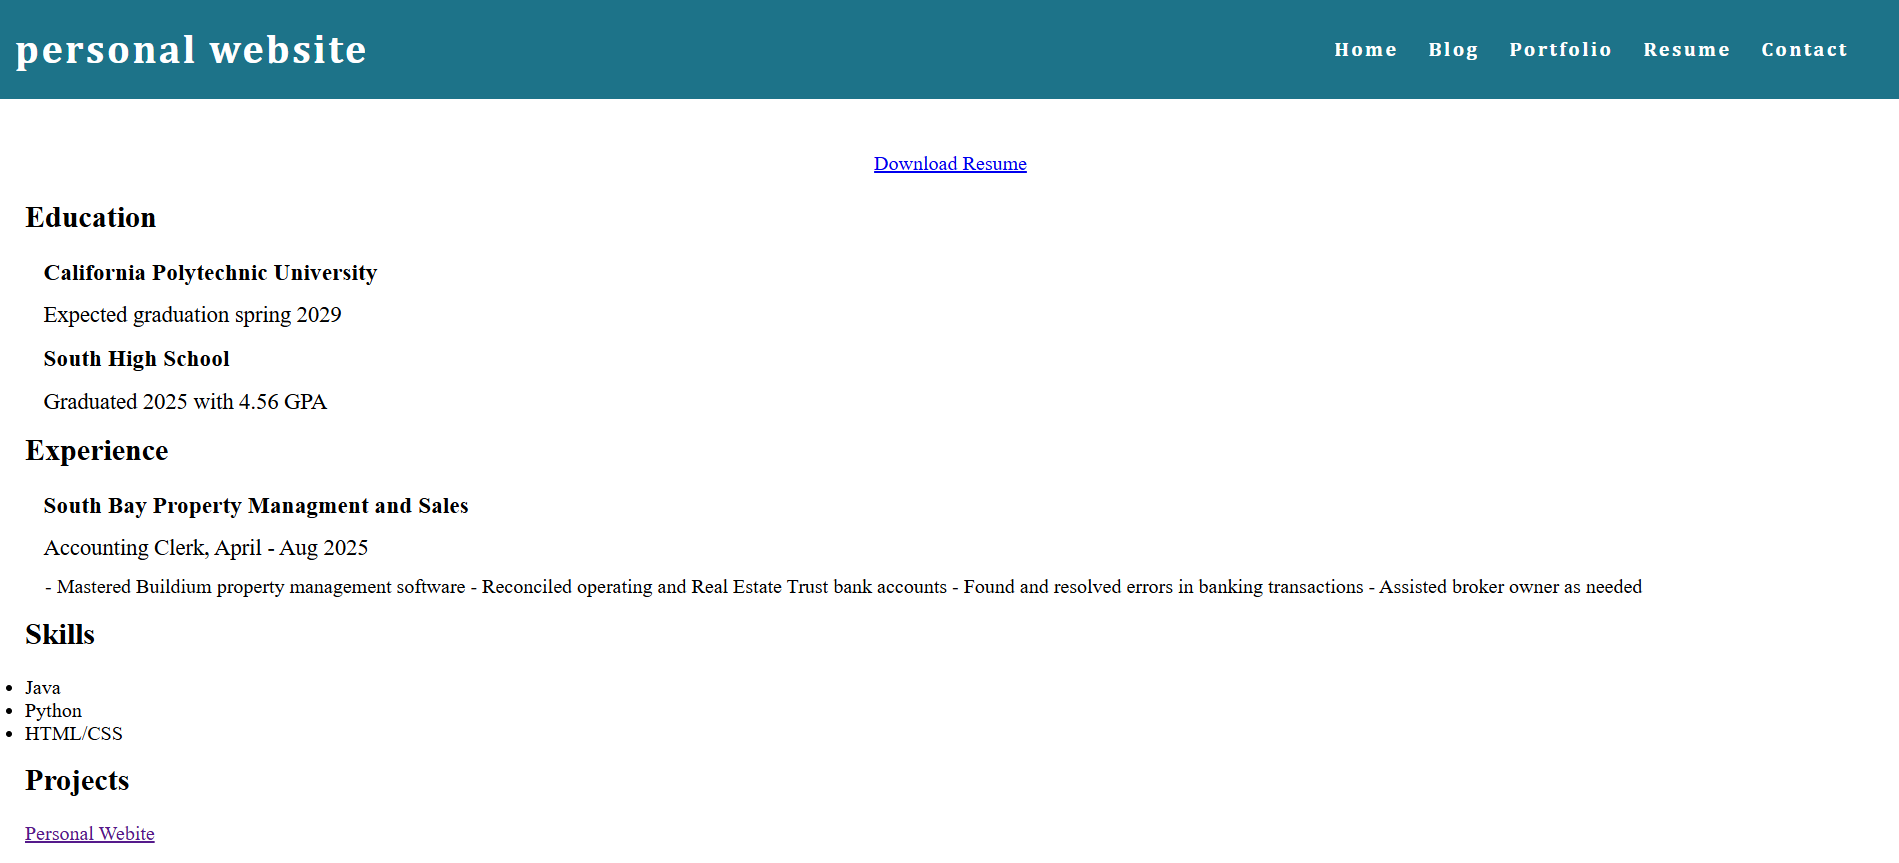 personal website
Home Blog Portfolio Resume Contact
Download Resume
Education
California Polytechnic University
Expected graduation spring 2029
South High School
Graduated 2025 with 4.56 GPA
Experience
South Bay Property Managment and Sales
Accounting Clerk, April - Aug 2025
- Mastered Buildium property management software - Reconciled operating and Real Estate Trust bank accounts - Found and resolved errors in banking transactions - Assisted broker owner as needed
Skills
Java
Python
HTML/CSS
Projects
Personal Webite